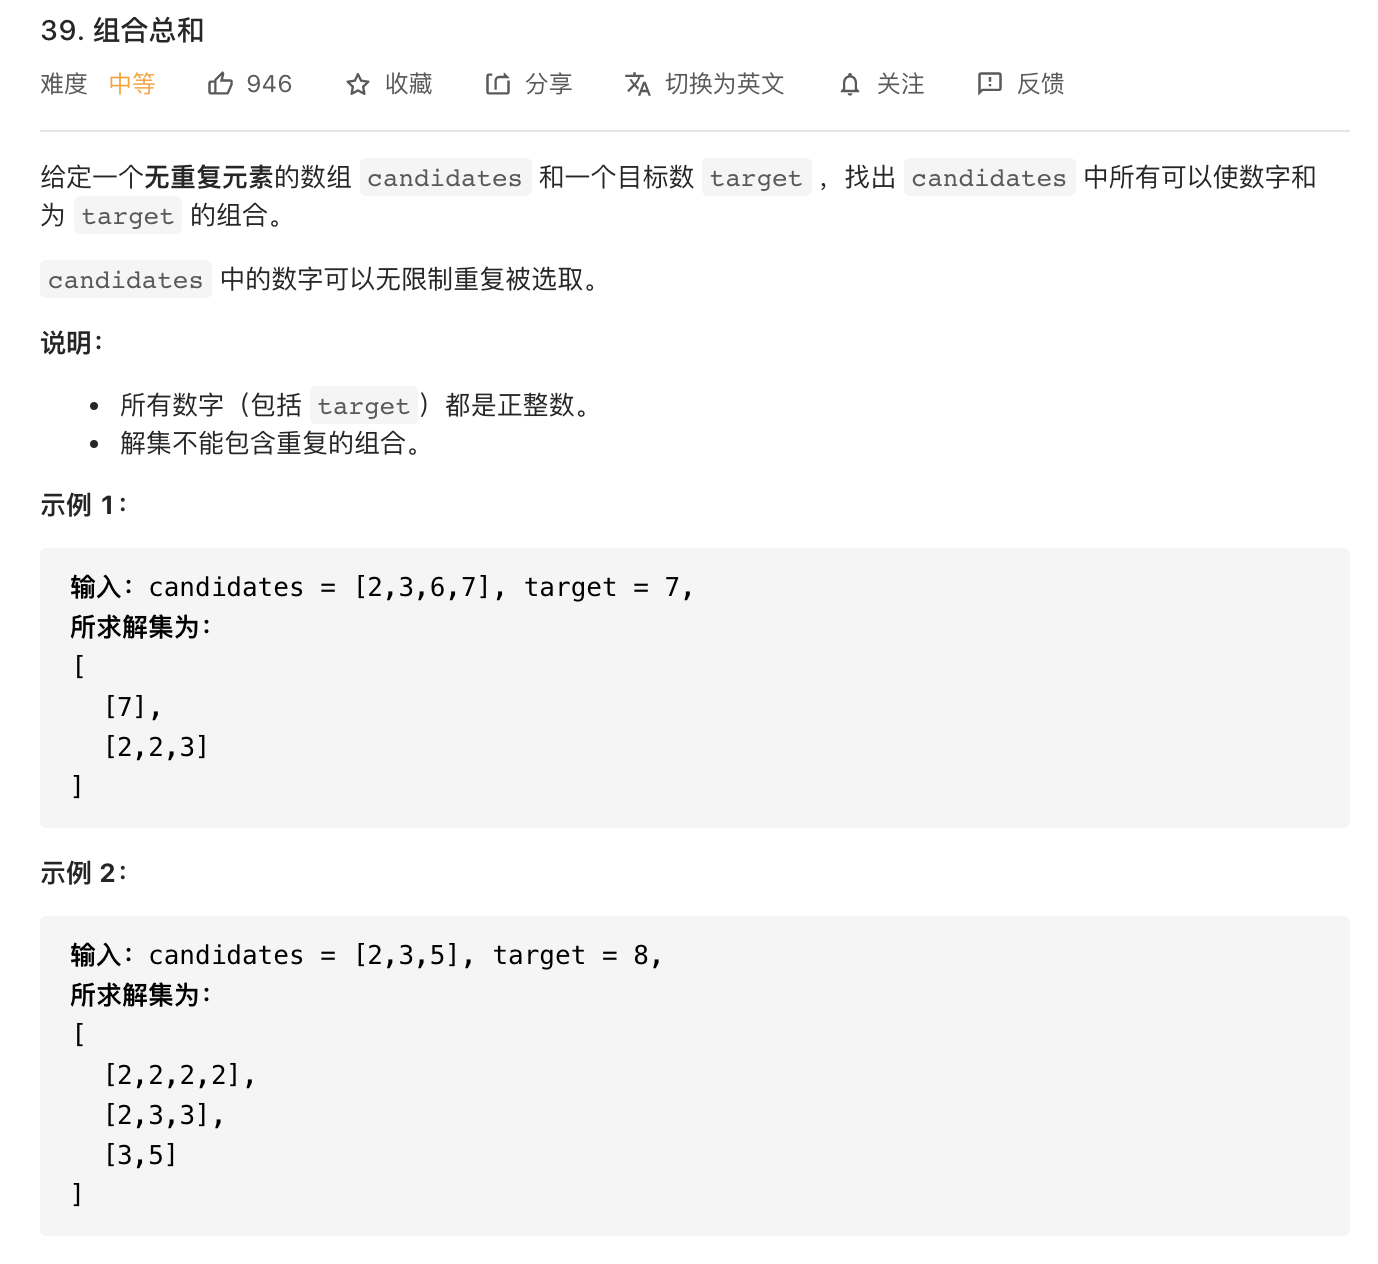 39. 组合总和
难度 中等 946 收藏 分享 切换为英文 关注 反馈
给定一个无重复元素的数组 candidates 和一个目标数 target ，找出 candidates 中所有可以使数字和
为 target 的组合。
candidates 中的数字可以无限制重复被选取。
说明：
• 所有数字（包括 target）都是正整数。
• 解集不能包含重复的组合。
示例 1：
输入：candidates = [2,3,6,7], target = 7,
所求解集为：
[
[7],
[2,2,3]
]
示例 2：
输入：candidates = [2,3,5], target = 8,
所求解集为：
[
[2,2,2,2],
[2,3,3],
[3,5]
]